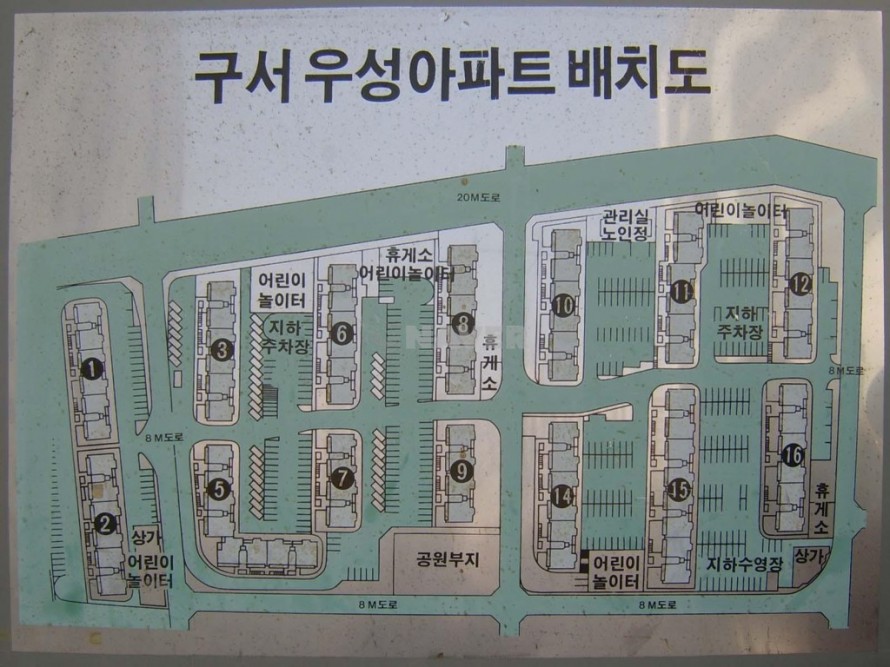 구서 우성아파트 배치도
20M도로
관리실
노인정
어린이놀이터
휴게소
어린이놀이터
어린이
놀이터
지하
주차장
1
3
6
8
10
11
12
지하
주차장
휴게소
8M도로
8M도로
2
5
7
9
14
15
16
휴게소
상가
어린이
놀이터
공원부지
어린이
놀이터
지하수영장
상가
8M도로
8M도로